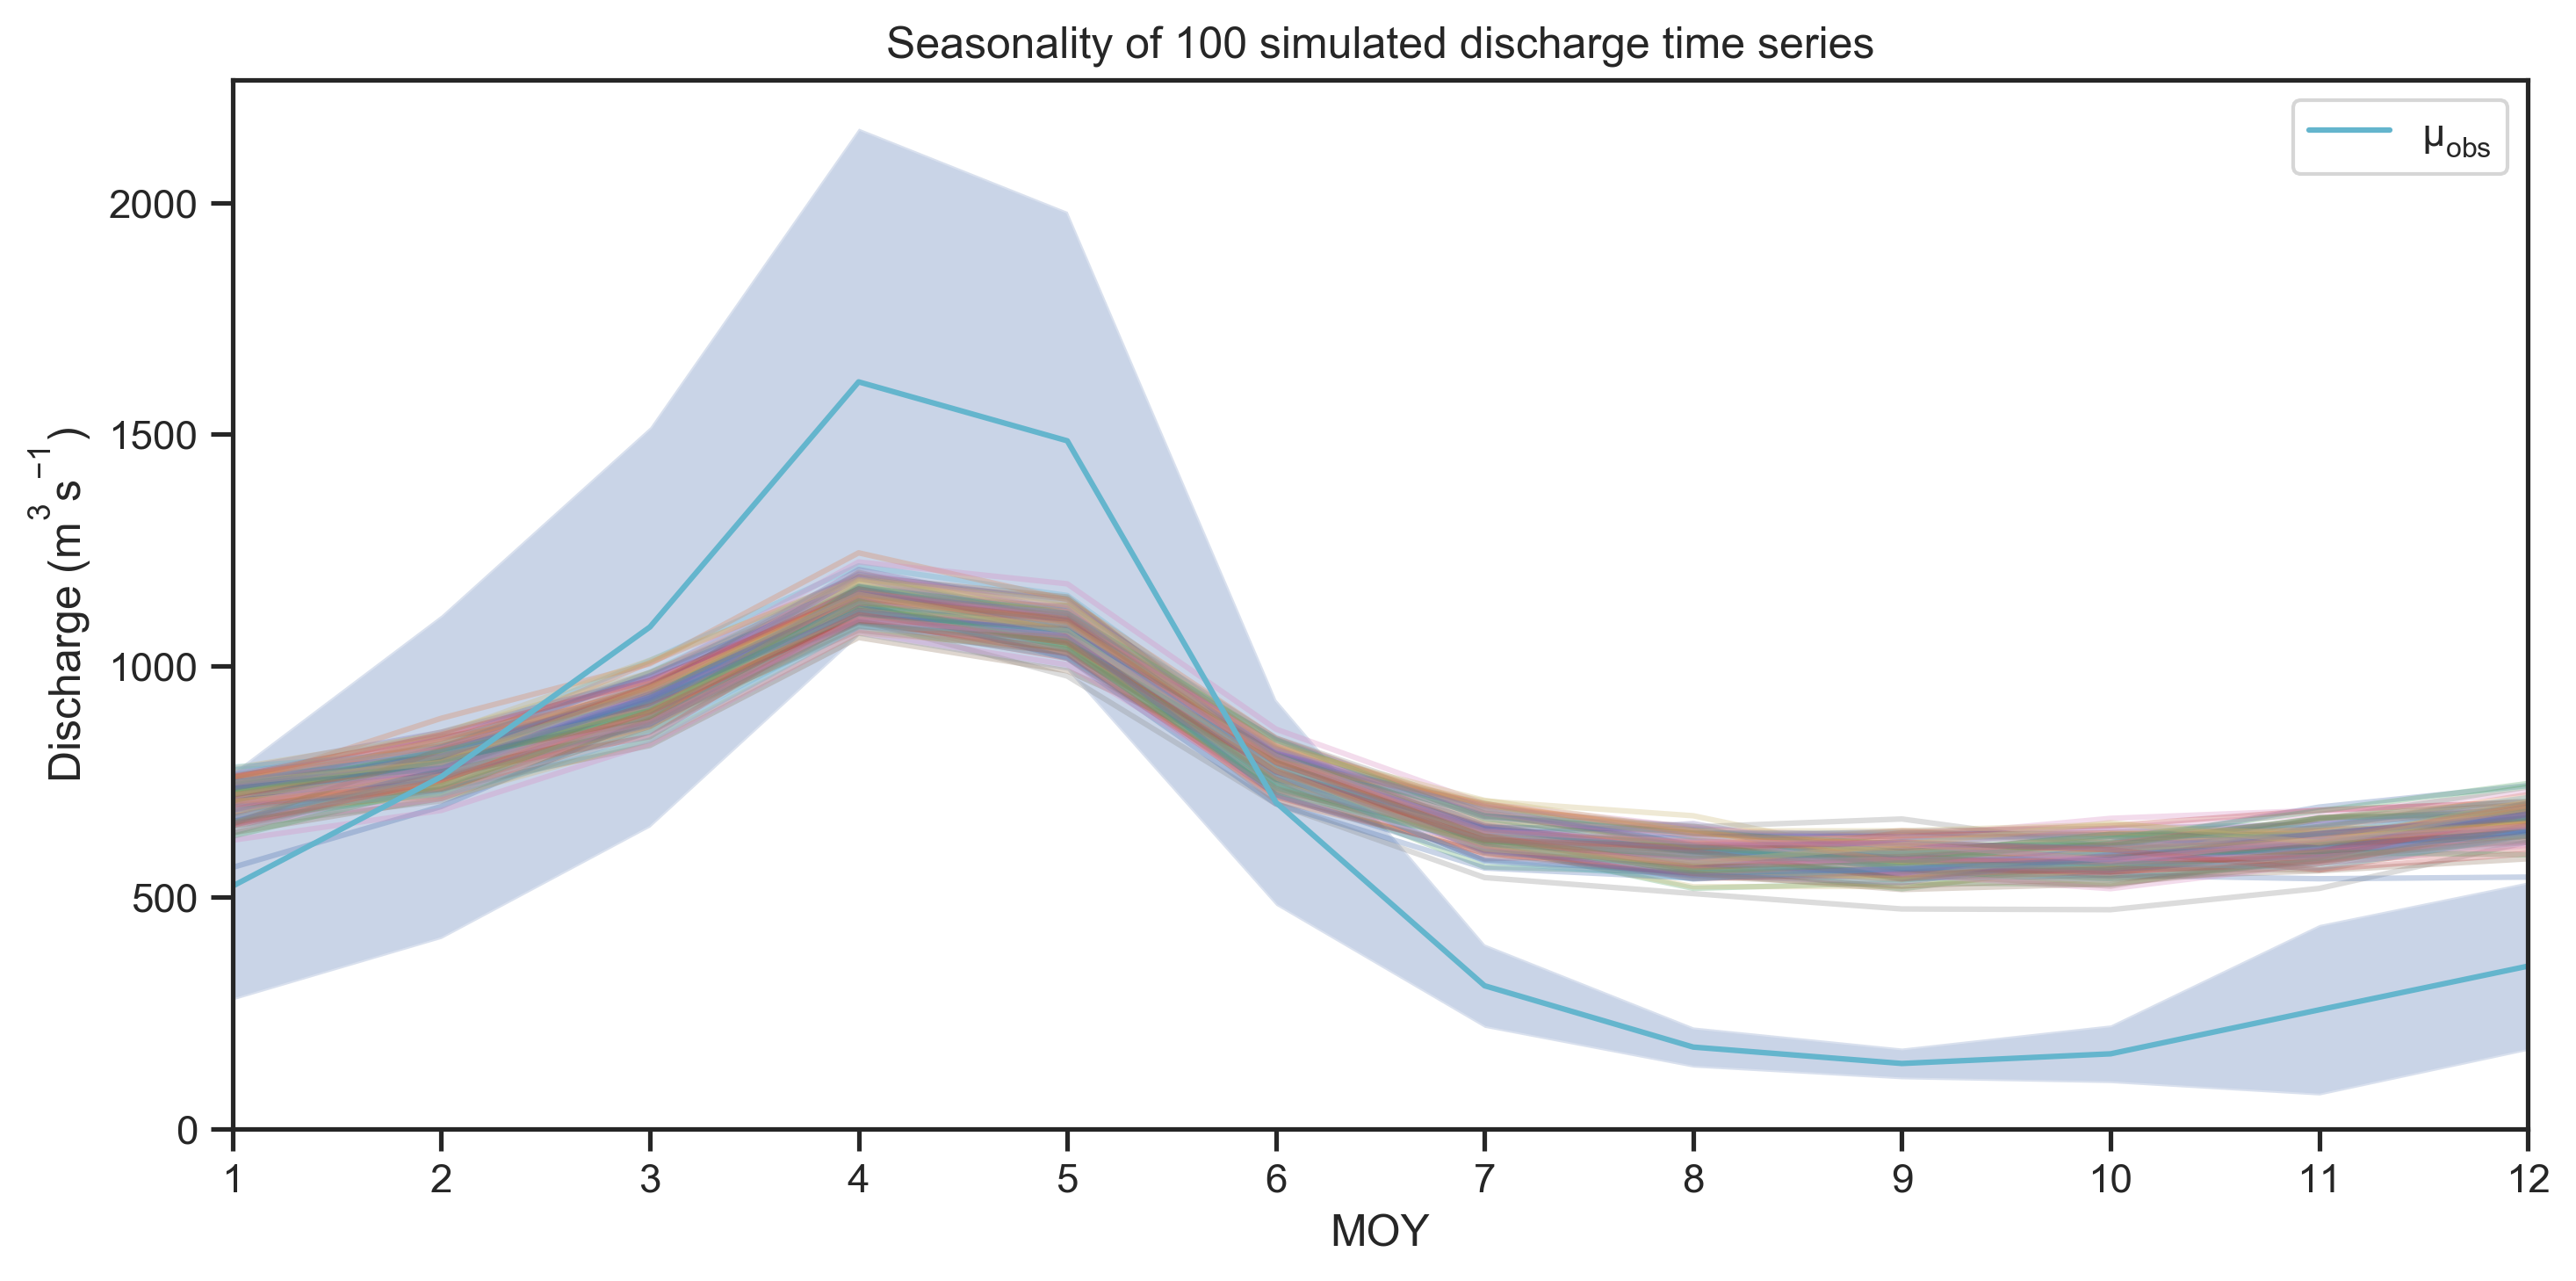 Seasonality of 100 simulated discharge time series
μobs
Discharge (m³s⁻¹)
2000
1500
1000
500
0
1 2 3 4 5 6 7 8 9 10 11 12
MOY